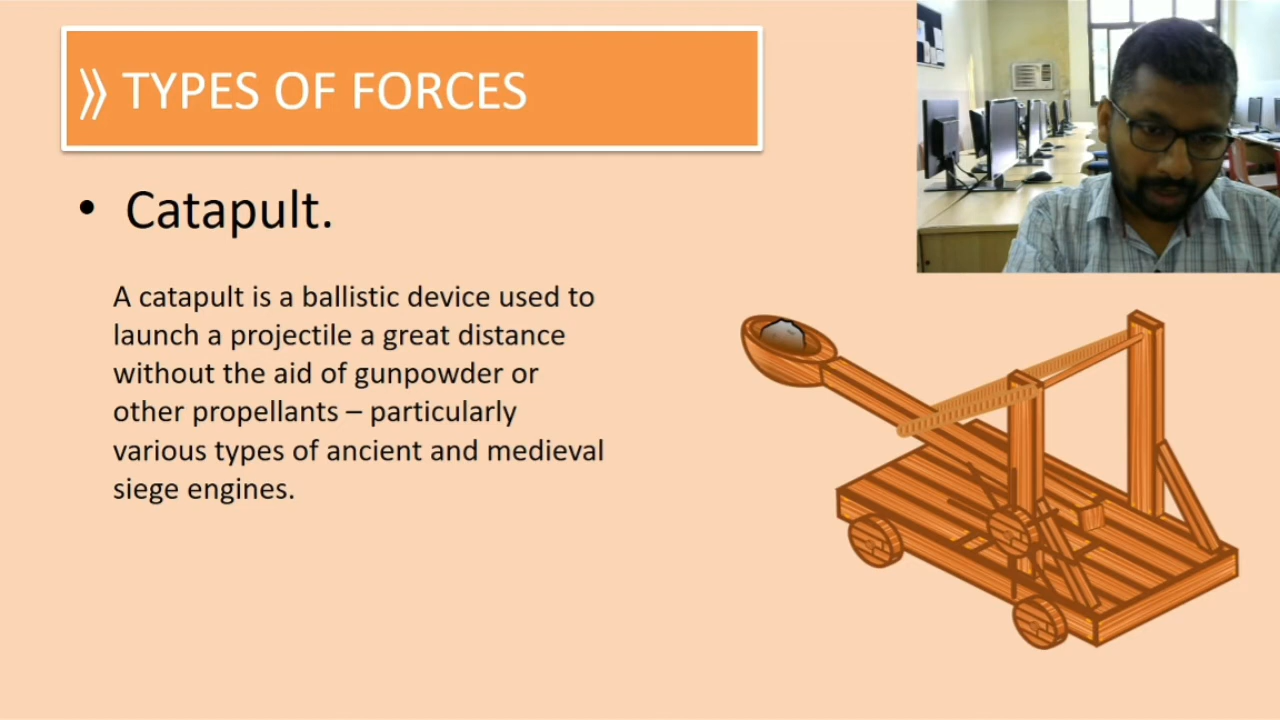 ⟫ TYPES OF FORCES
• Catapult.
A catapult is a ballistic device used to
launch a projectile a great distance
without the aid of gunpowder or
other propellants – particularly
various types of ancient and medieval
siege engines.